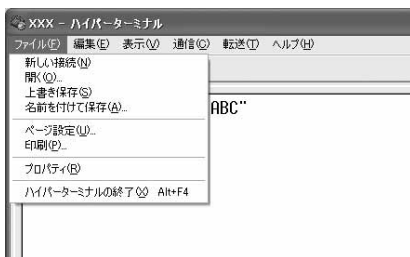 XXX - ハイパーターミナル
ファイル(F) 編集(E) 表示(V) 通信(C) 転送(T) ヘルプ(H)
新しい接続(N)
開く(O)...
上書き保存(S)
名前を付けて保存(A)...
ABC"
ページ設定(U)...
印刷(P)...
プロパティ(R)
ハイパーターミナルの終了(X) Alt+F4